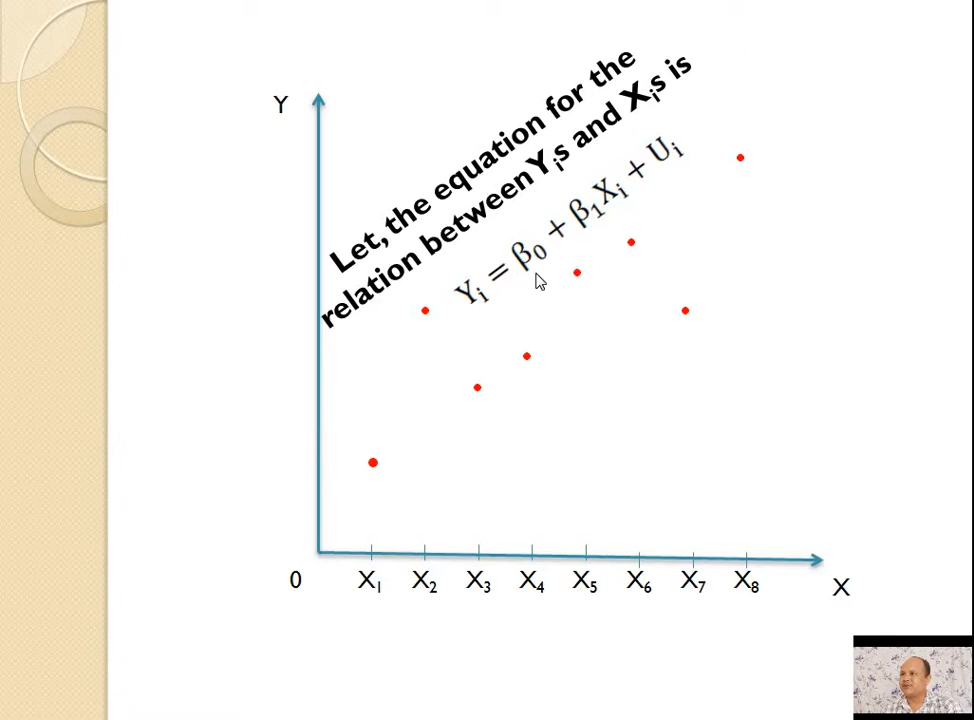 Y
Let, the equation for the
relation between Yᵢs and Xᵢs is
Yᵢ = β₀ + β₁Xᵢ + Uᵢ
0 X₁ X₂ X₃ X₄ X₅ X₆ X₇ X₈ X